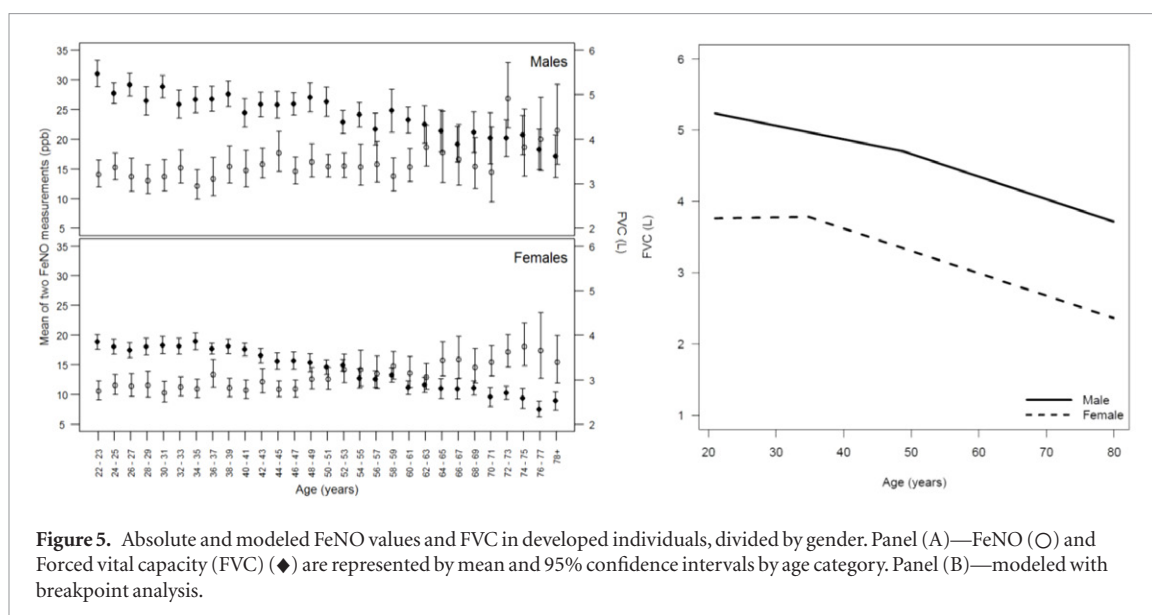 35
30
25
20
15
10
5
Males
6
5
4
3
2
35
30
25
20
15
10
5
Females
6
5
4
3
2
Mean of two FeNO measurements (ppb)
FVC (L)
22 - 23
24 - 25
26 - 27
28 - 29
30 - 31
32 - 33
34 - 35
36 - 37
38 - 39
40 - 41
42 - 43
44 - 45
46 - 47
48 - 49
50 - 51
52 - 53
54 - 55
56 - 57
58 - 59
60 - 61
62 - 63
64 - 65
66 - 67
68 - 69
70 - 71
72 - 73
74 - 75
76 - 77
78+
Age (years)
6
5
4
3
2
1
FVC (L)
Male
Female
20
30
40
50
60
70
80
Age (years)
Figure 5. Absolute and modeled FeNO values and FVC in developed individuals, divided by gender. Panel (A)—FeNO (○) and
Forced vital capacity (FVC) (◆) are represented by mean and 95% confidence intervals by age category. Panel (B)—modeled with
breakpoint analysis.